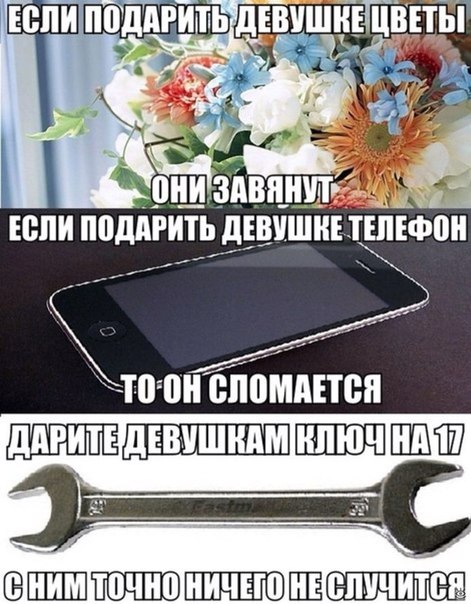 ЕСЛИ ПОДАРИТЬ ДЕВУШКЕ ЦВЕТЫ
ОНИ ЗАВЯНУТ
ЕСЛИ ПОДАРИТЬ ДЕВУШКЕ ТЕЛЕФОН
ТО ОН СЛОМАЕТСЯ
ДАРИТЕ ДЕВУШКАМ КЛЮЧ НА 17
С НИМ ТОЧНО НИЧЕГО НЕ СЛУЧИТСЯ